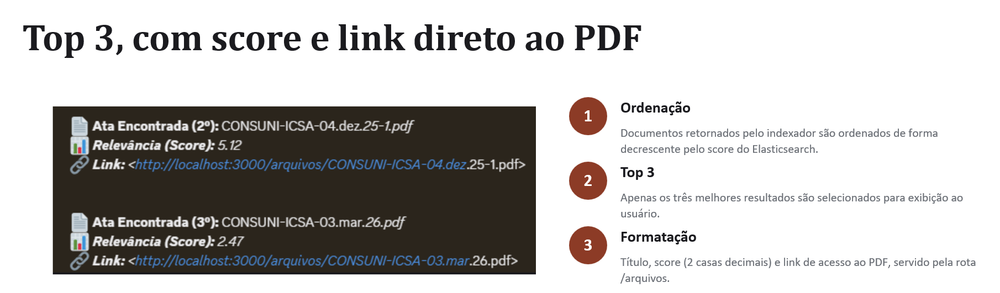 Top 3, com score e link direto ao PDF
Ata Encontrada (2º): CONSUNI-ICSA-04.dez.25-1.pdf
Relevância (Score): 5.12
Link: <http://localhost:3000/arquivos/CONSUNI-ICSA-04.dez.25-1.pdf>
Ata Encontrada (3º): CONSUNI-ICSA-03.mar.26.pdf
Relevância (Score): 2.47
Link: <http://localhost:3000/arquivos/CONSUNI-ICSA-03.mar.26.pdf>
1
Ordenação
Documentos retornados pelo indexador são ordenados de forma
decrescente pelo score do Elasticsearch.
2
Top 3
Apenas os três melhores resultados são selecionados para exibição ao
usuário.
3
Formatação
Título, score (2 casas decimais) e link de acesso ao PDF, servido pela rota
/arquivos.